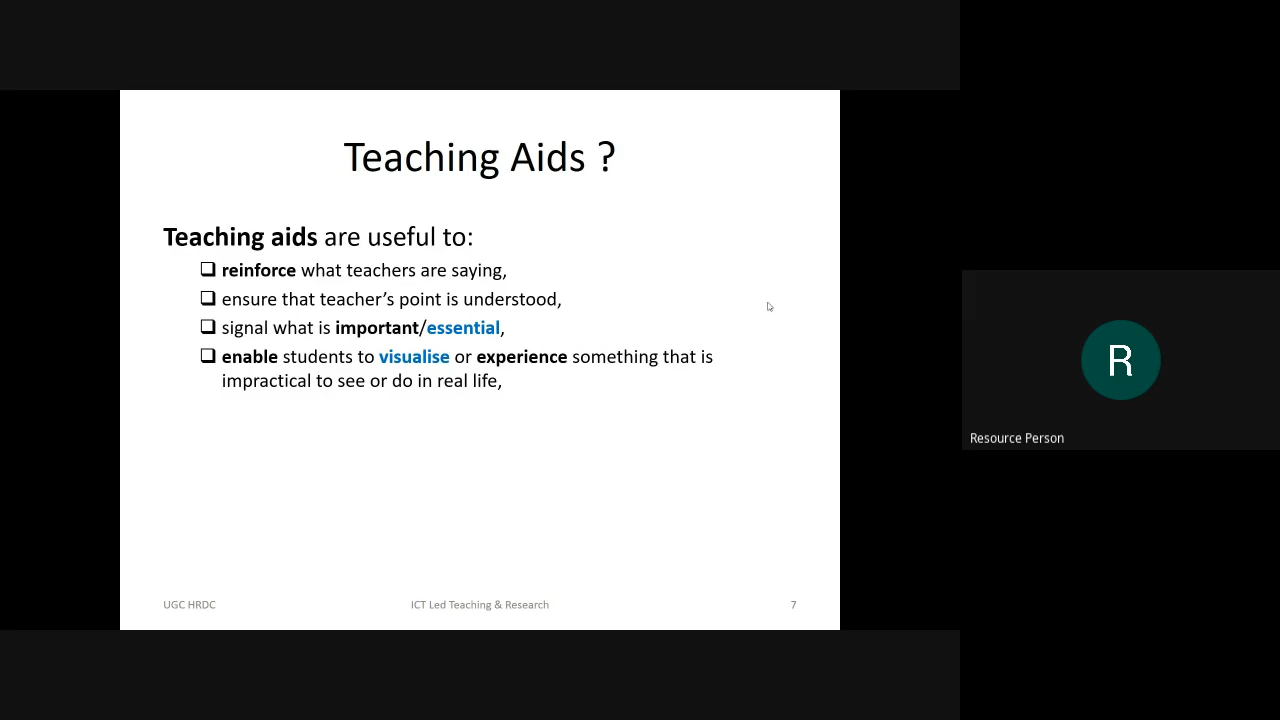 Teaching Aids ?
Teaching aids are useful to:
❑ reinforce what teachers are saying,
❑ ensure that teacher’s point is understood,
❑ signal what is important/essential,
❑ enable students to visualise or experience something that is
impractical to see or do in real life,
UGC HRDC
ICT Led Teaching & Research
7
R
Resource Person